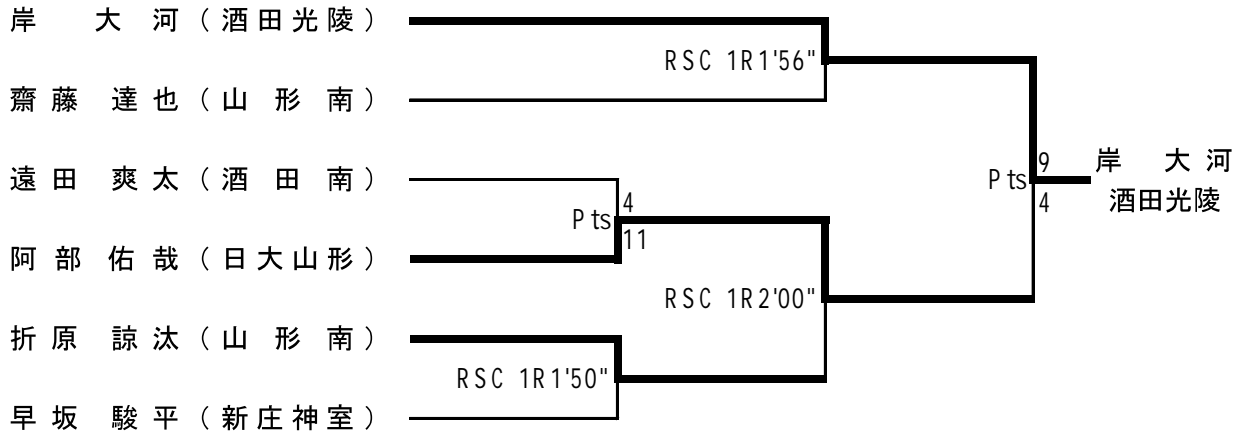 岸 大 河 （ 酒田光陵 ）
RSC 1R1'56"
齋 藤 達 也 （ 山 形 南 ）
9 岸 大 河
遠 田 爽 太 （ 酒 田 南 ）
Pts
4
4 酒田光陵
Pts
11
阿 部 佑 哉 （ 日大山形 ）
RSC 1R2'00"
折 原 諒 汰 （ 山 形 南 ）
RSC 1R1'50"
早 坂 駿 平 （ 新庄神室 ）